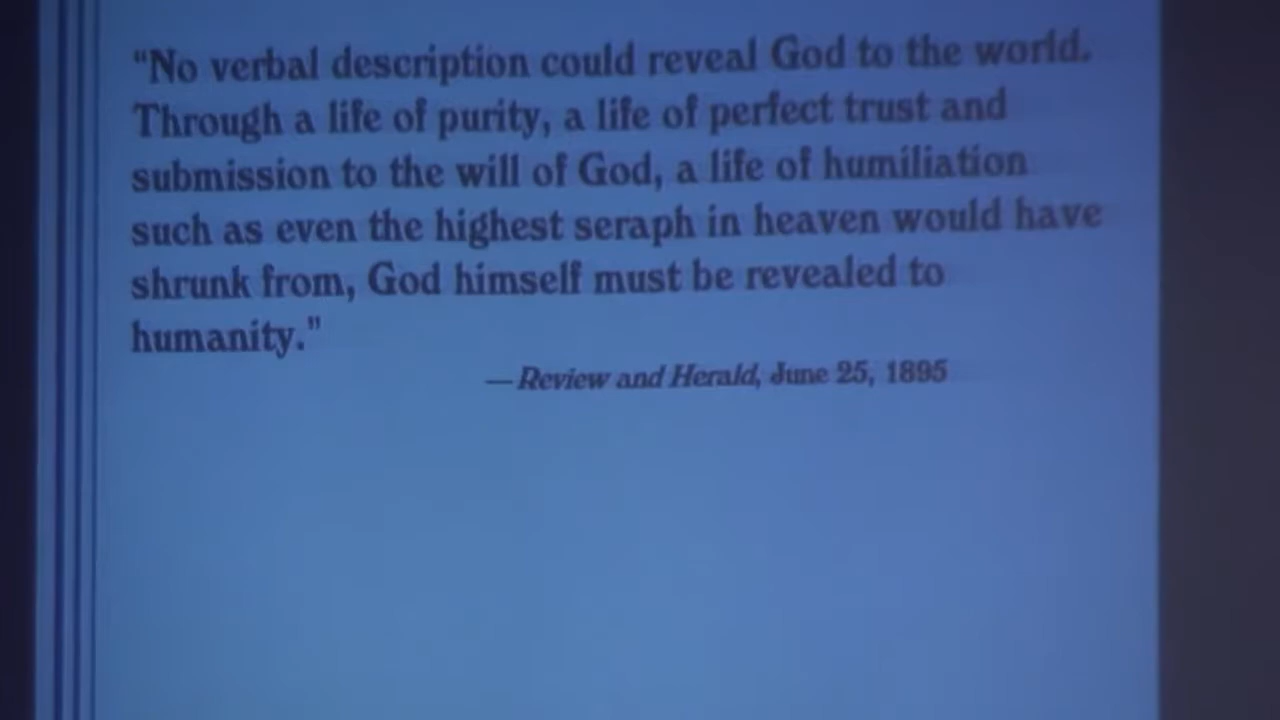 “No verbal description could reveal God to the world.
Through a life of purity, a life of perfect trust and
submission to the will of God, a life of humiliation
such as even the highest seraph in heaven would have
shrunk from, God himself must be revealed to
humanity."
—Review and Herald, June 25, 1895